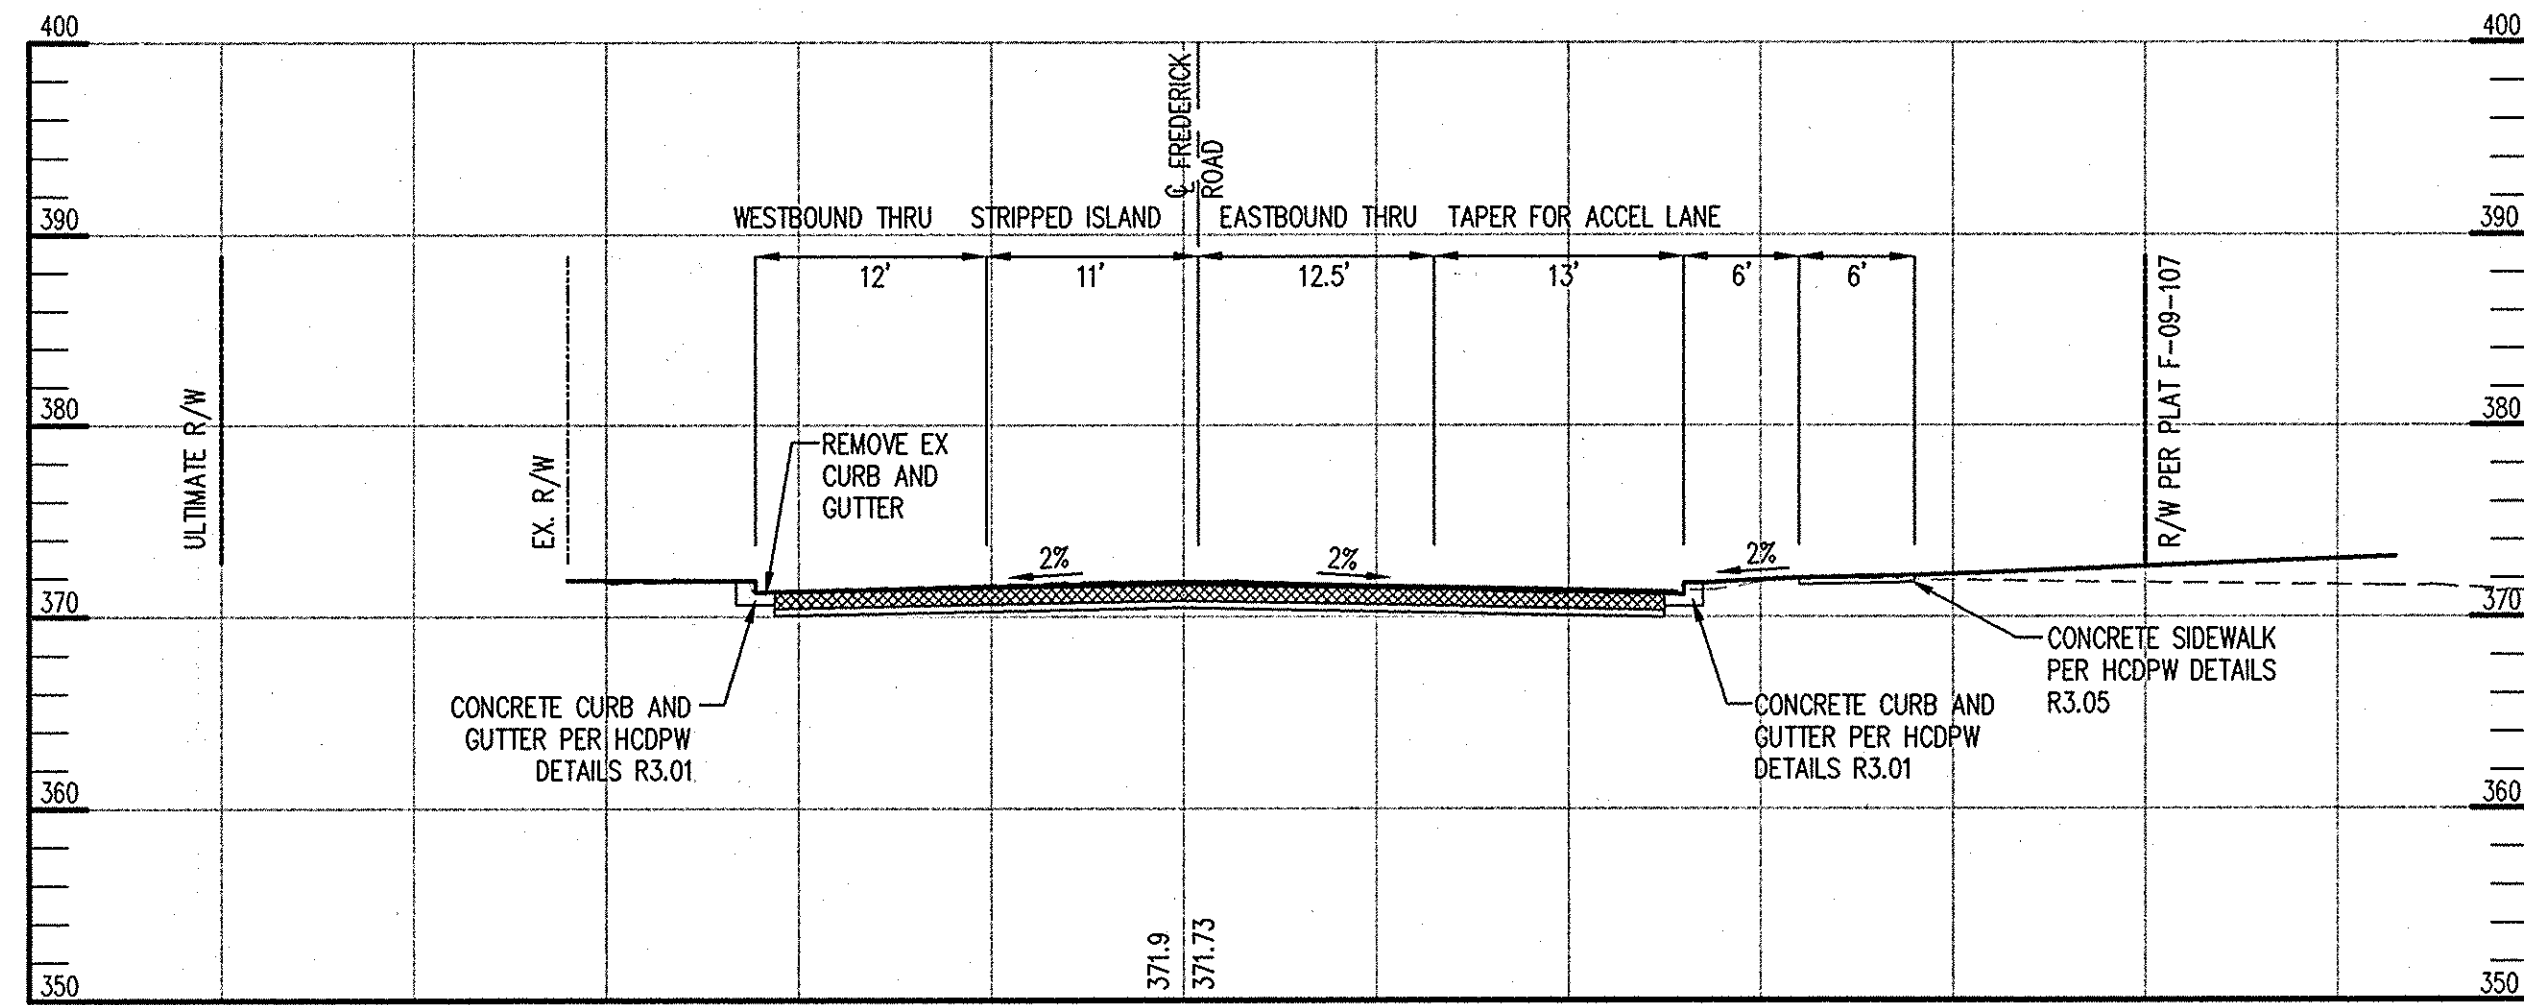 400
400
℄ FREDERICK
ROAD
390
WESTBOUND THRU
STRIPPED ISLAND
EASTBOUND THRU
TAPER FOR ACCEL LANE
390
12'
11'
12.5'
13'
6'
6'
ULTIMATE R/W
EX. R/W
R/W PER PLAT F-09-107
380
380
REMOVE EX
CURB AND
GUTTER
2%
2%
2%
370
370
CONCRETE SIDEWALK
PER HCDPW DETAILS
R3.05
CONCRETE CURB AND
GUTTER PER HCDPW
DETAILS R3.01
CONCRETE CURB AND
GUTTER PER HCDPW
DETAILS R3.01
360
360
371.9
371.73
350
350